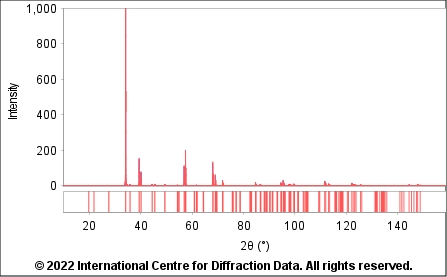 1,000
800
600
400
200
0
Intensity
20 40 60 80 100 120 140
2θ (°)
© 2022 International Centre for Diffraction Data. All rights reserved.